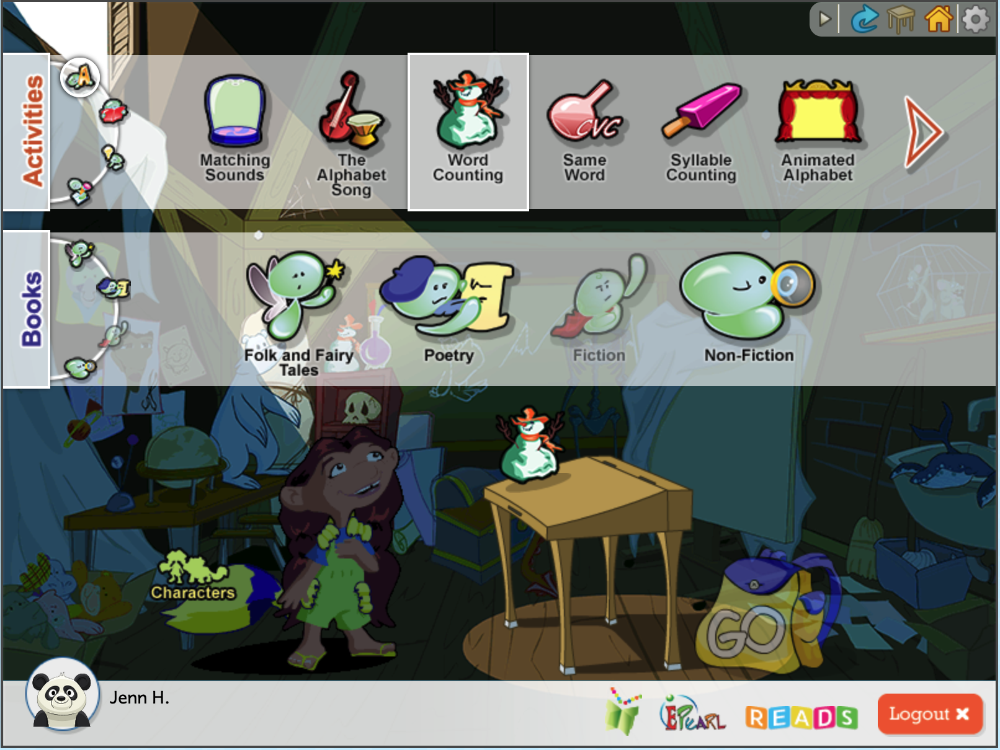 Activities
A
Matching
Sounds
The
Alphabet
Song
Word
Counting
CVC
Same
Word
Syllable
Counting
Animated
Alphabet
Books
Folk and Fairy
Tales
Poetry
Fiction
Non-Fiction
Characters
GO
Jenn H.
EPEARL
READS
Logout ✖